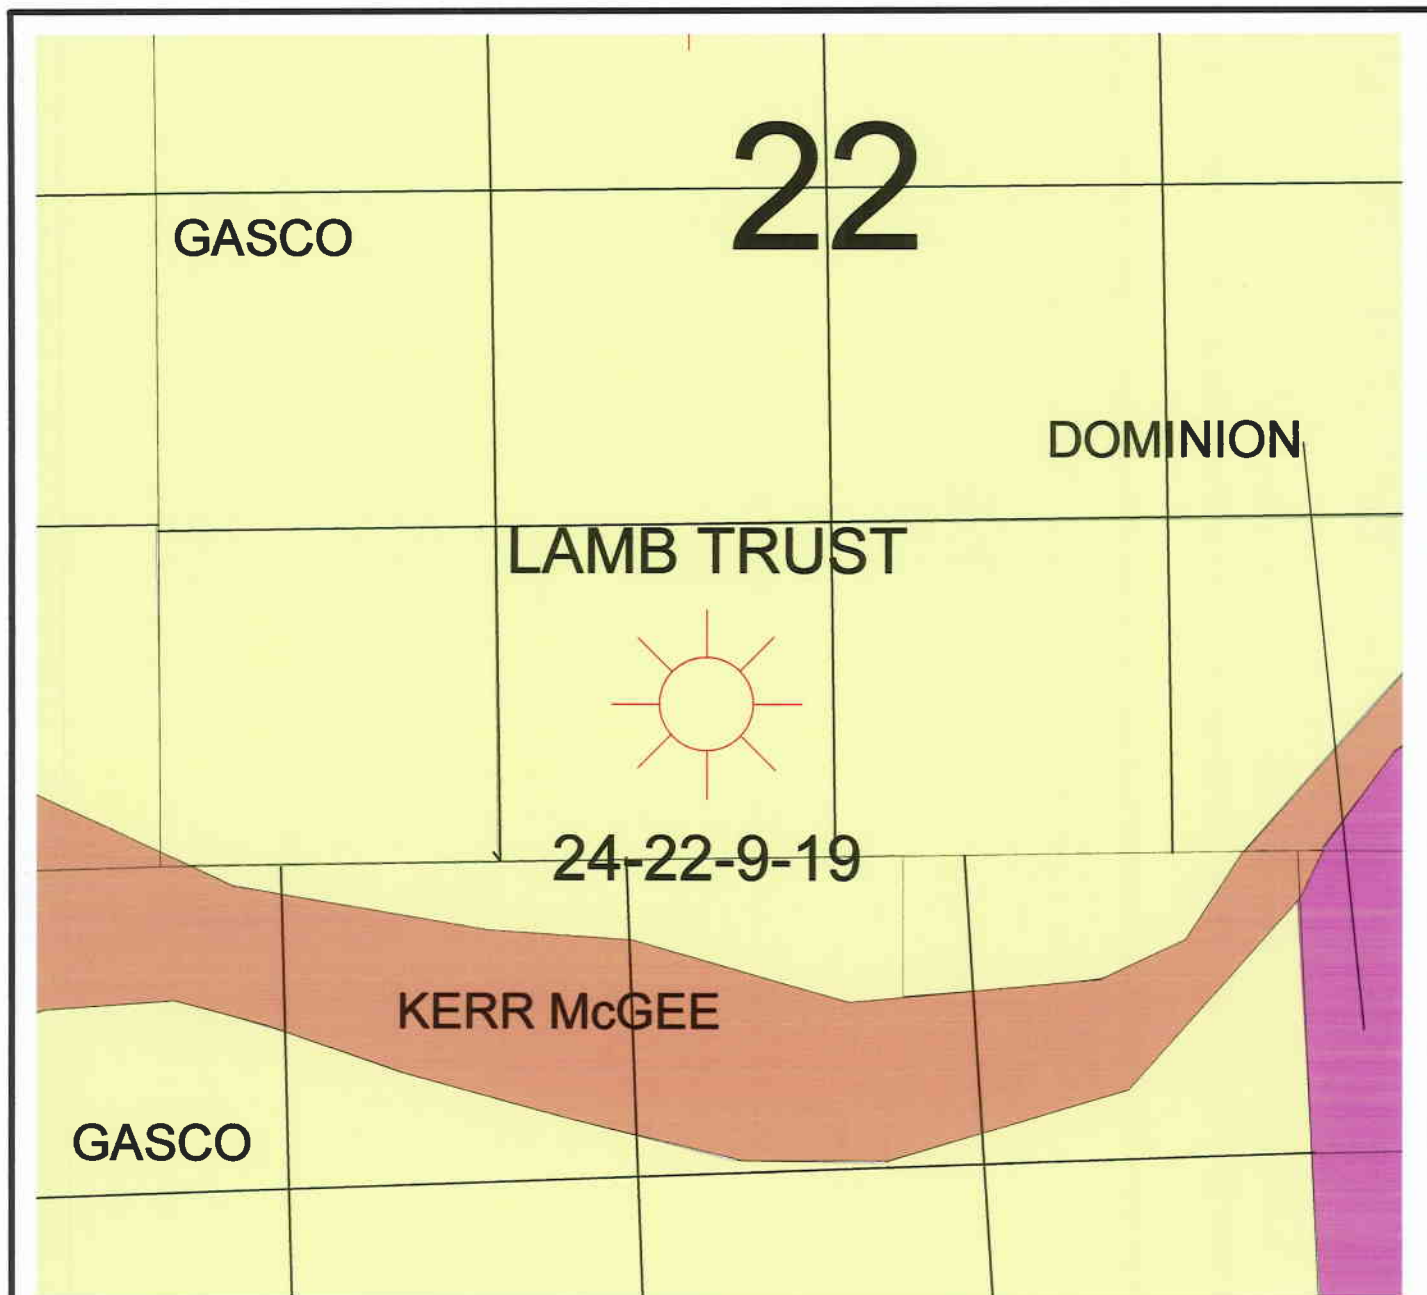 22
GASCO
DOMINION
LAMB TRUST
24-22-9-19
KERR McGEE
GASCO